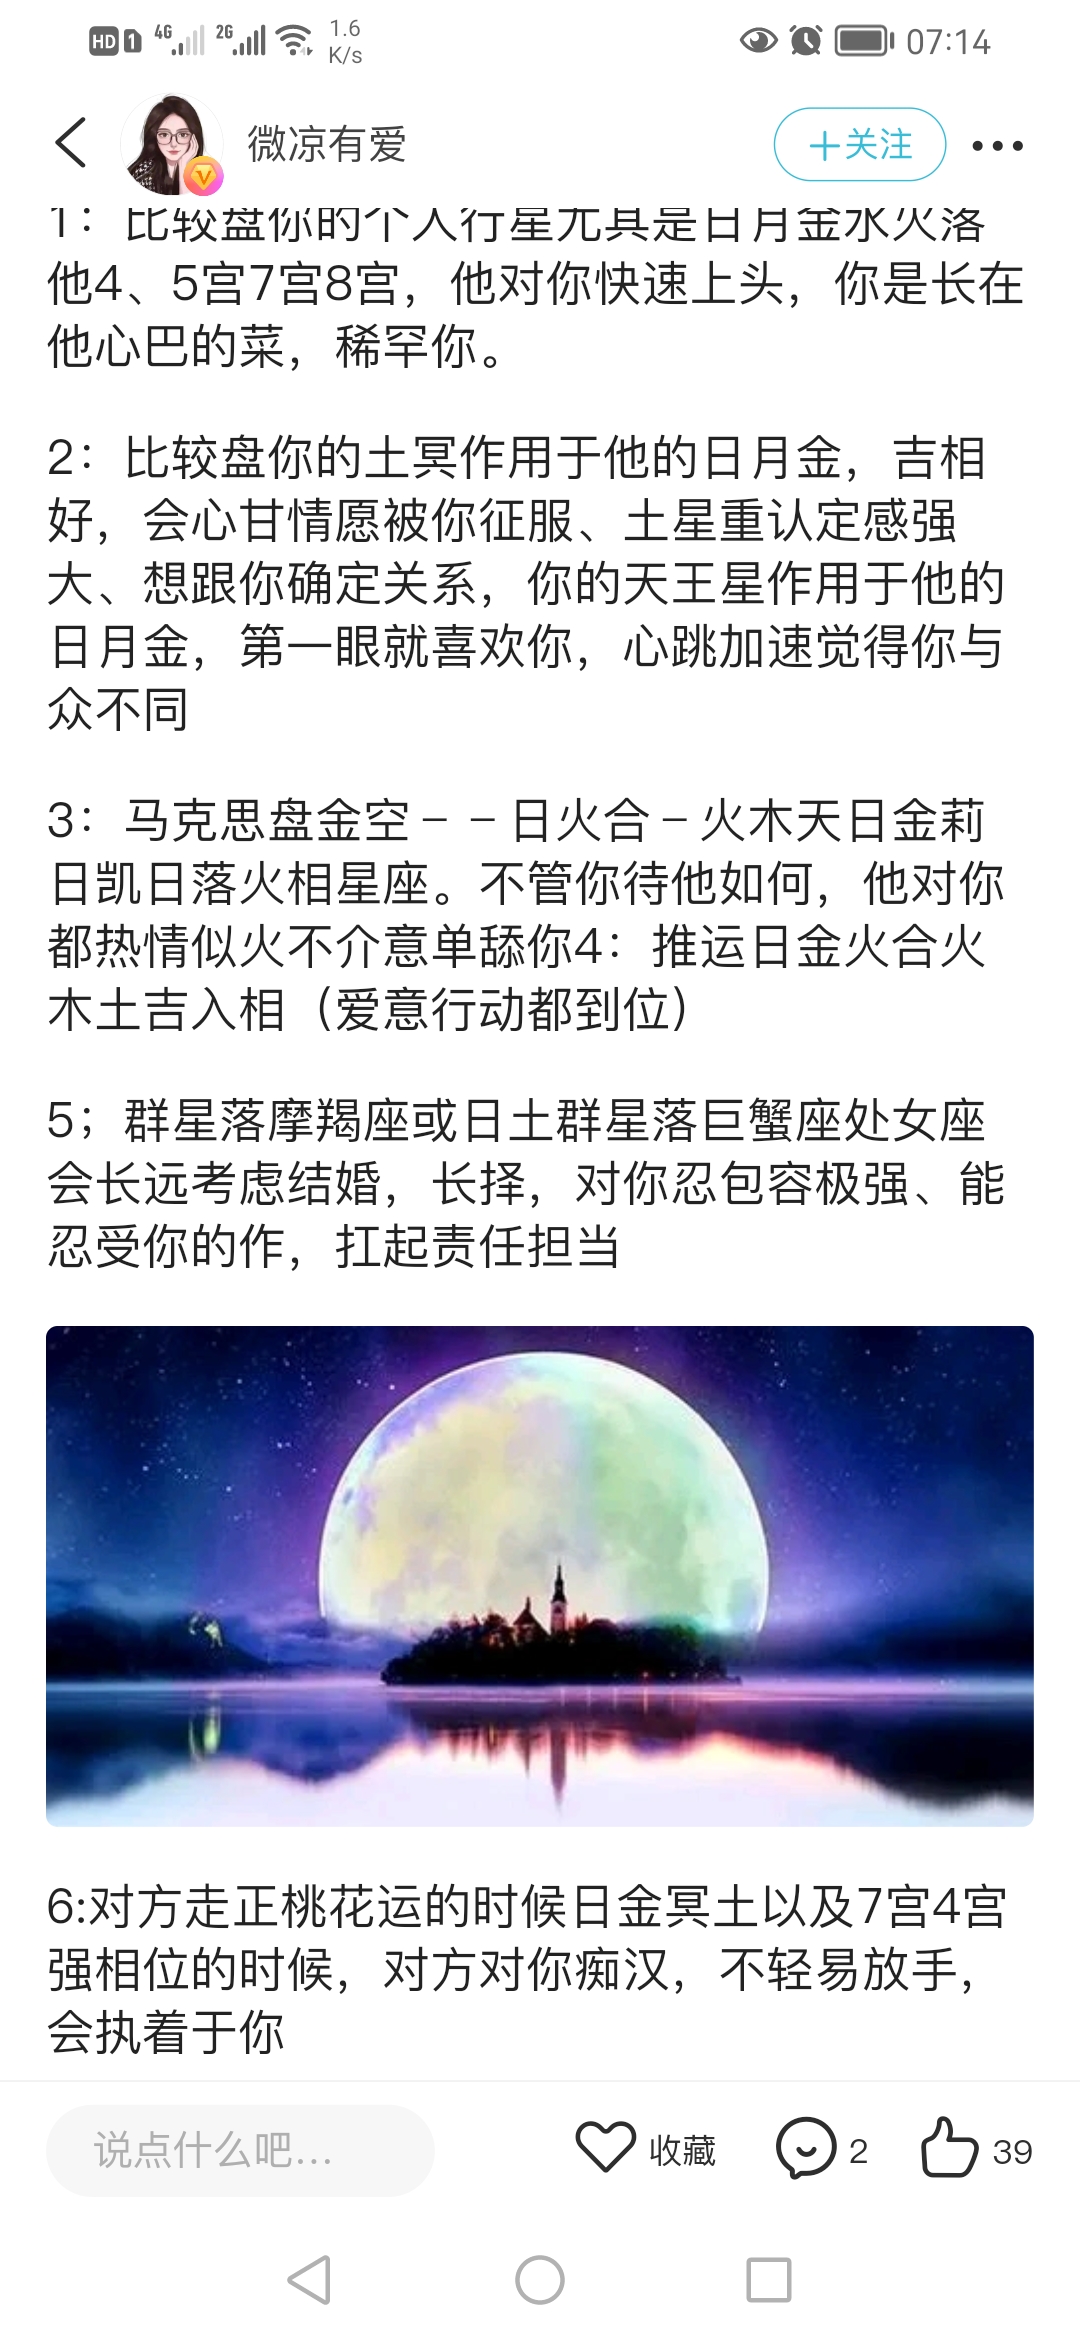 HD 1 4G 2G 1.6 K/s 07:14
微凉有爱 +关注
1：比较盘你的个人行星尤其是日月金水火落
他4、5宫7宫8宫，他对你快速上头，你是长在
他心巴的菜，稀罕你。
2：比较盘你的土冥作用于他的日月金，吉相
好，会心甘情愿被你征服、土星重认定感强
大、想跟你确定关系，你的天王星作用于他的
日月金，第一眼就喜欢你，心跳加速觉得你与
众不同
3：马克思盘金空－－日火合－火木天日金莉
日凯日落火相星座。不管你待他如何，他对你
都热情似火不介意单舔你4：推运日金火合火
木土吉入相（爱意行动都到位）
5；群星落摩羯座或日土群星落巨蟹座处女座
会长远考虑结婚，长择，对你忍包容极强、能
忍受你的作，扛起责任担当
6:对方走正桃花运的时候日金冥土以及7宫4宫
强相位的时候，对方对你痴汉，不轻易放手，
会执着于你
说点什么吧... 收藏 2 39